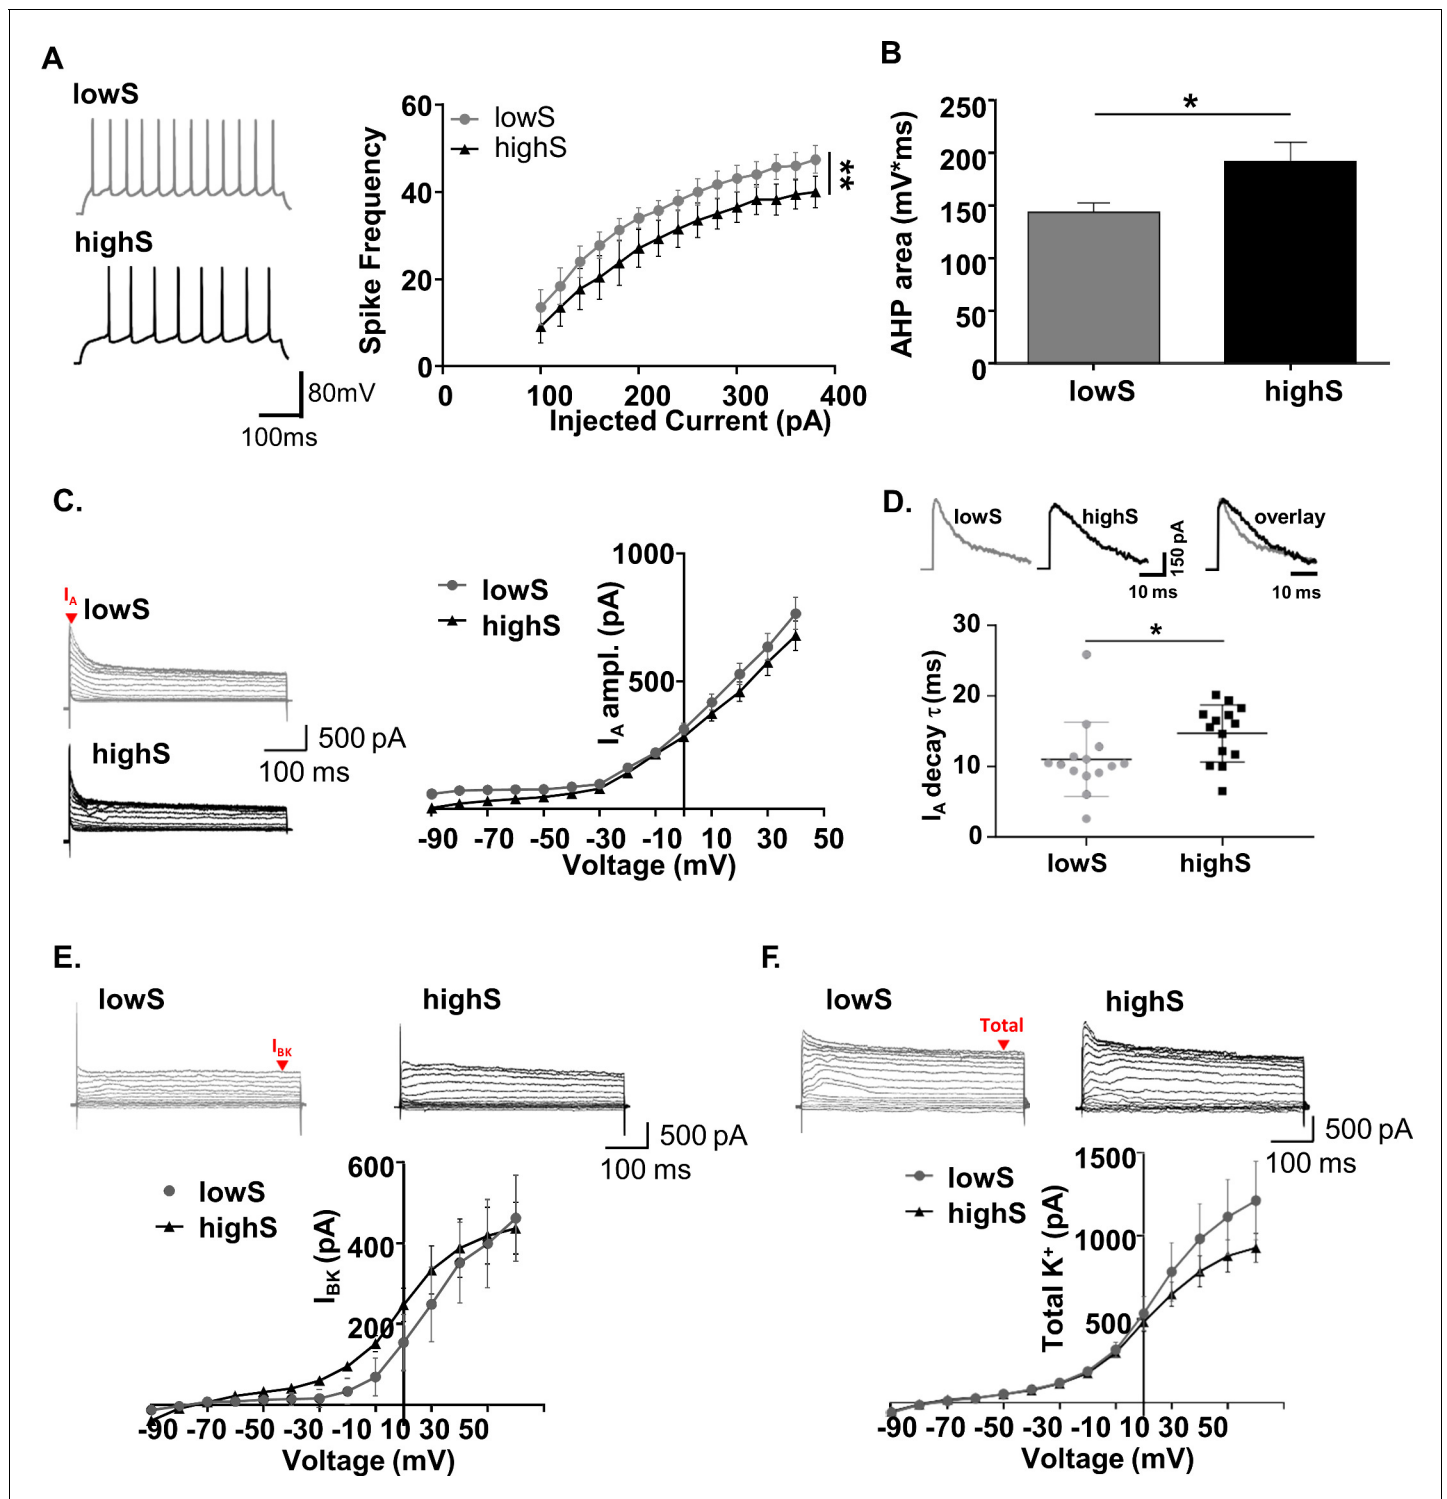 A
lowS
highS
80mV
100ms
Spike Frequency
60
40
20
0
lowS
highS
**
0 100 200 300 400
Injected Current (pA)
B
AHP area (mV*ms)
250
200
150
100
50
0
*
lowS highS
C.
I_A
lowS
500 pA
100 ms
highS
lowS
highS
I_A ampl. (pA)
1000
500
-90 -70 -50 -30 -10 10 30 50
Voltage (mV)
D.
lowS highS overlay
150 pA
10 ms 10 ms
I_A decay τ (ms)
30
20
10
0
*
lowS highS
E.
lowS highS
I_BK
500 pA
100 ms
lowS
highS
I_BK (pA)
600
400
200
-90 -70 -50 -30 -10 10 30 50
Voltage (mV)
F.
lowS highS
Total
500 pA
100 ms
lowS
highS
Total K⁺ (pA)
1500
1000
500
-90 -70 -50 -30 -10 10 30 50
Voltage (mV)